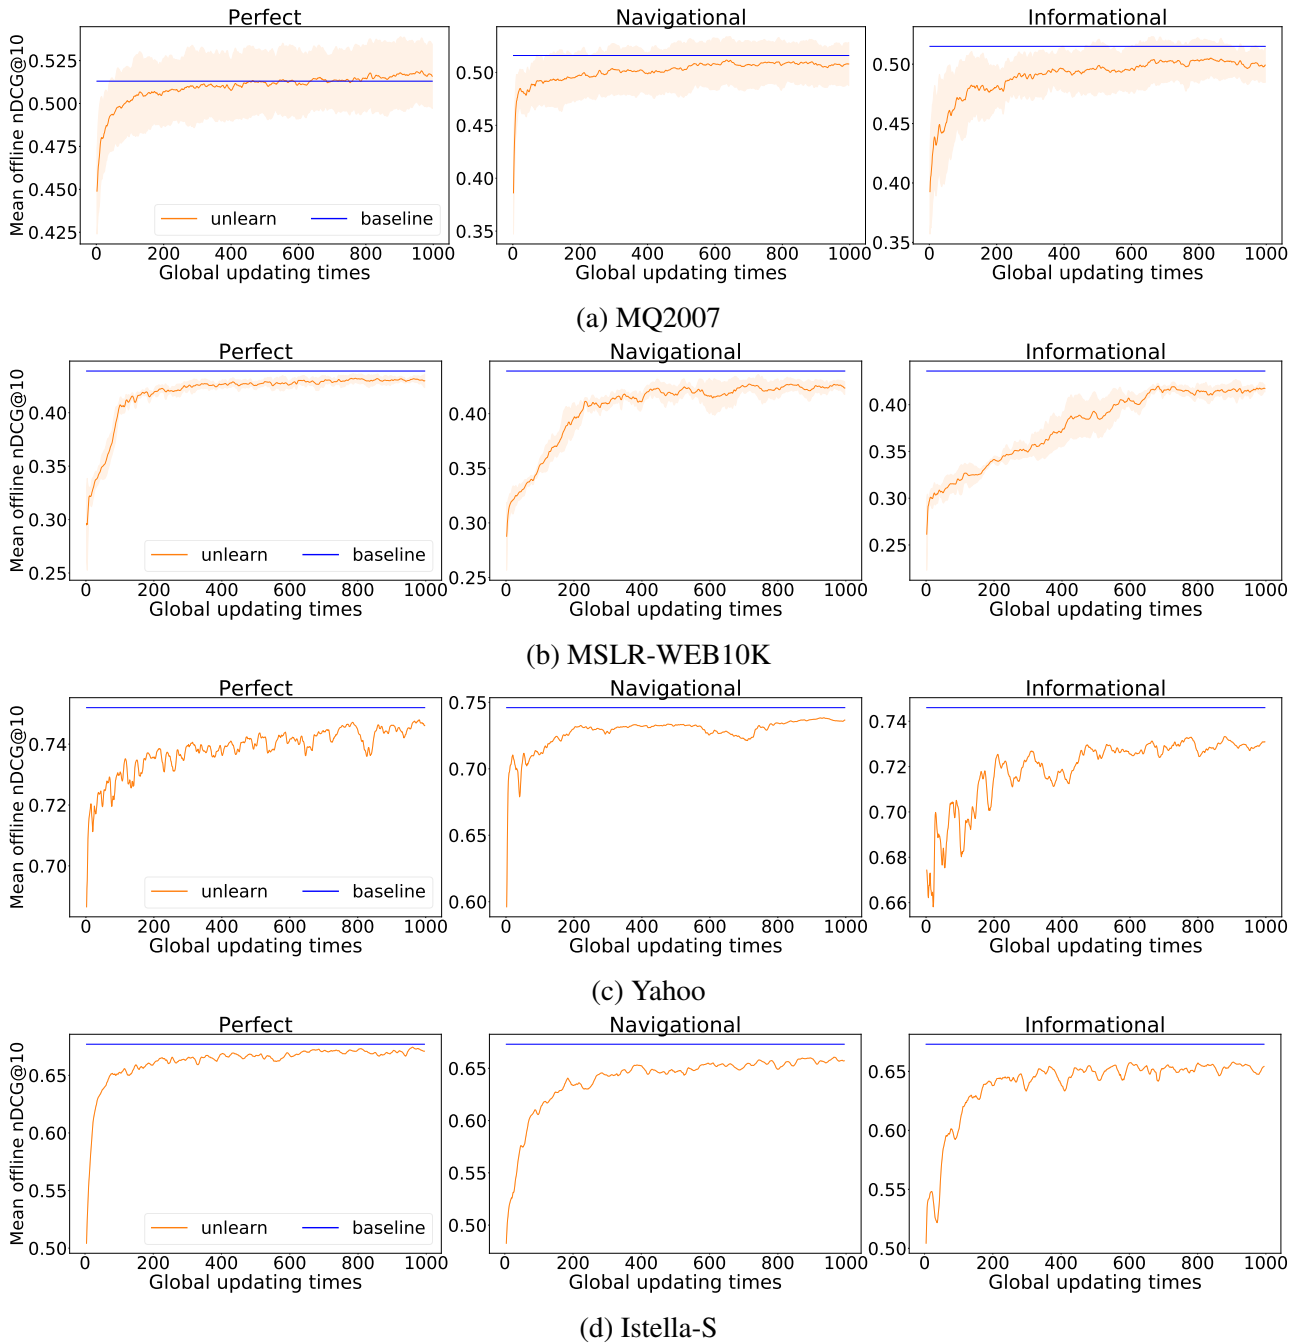 Perfect Navigational Informational
Mean offline nDCG@10
0.525
0.500
0.475
0.450
0.425
unlearn baseline
0 200 400 600 800 1000
Global updating times
0.50
0.45
0.40
0.35
0 200 400 600 800 1000
Global updating times
0.50
0.45
0.40
0.35
0 200 400 600 800 1000
Global updating times
(a) MQ2007
Perfect Navigational Informational
Mean offline nDCG@10
0.40
0.35
0.30
0.25
unlearn baseline
0 200 400 600 800 1000
Global updating times
0.40
0.35
0.30
0.25
0 200 400 600 800 1000
Global updating times
0.40
0.35
0.30
0.25
0 200 400 600 800 1000
Global updating times
(b) MSLR-WEB10K
Perfect Navigational Informational
Mean offline nDCG@10
0.74
0.72
0.70
unlearn baseline
0 200 400 600 800 1000
Global updating times
0.75
0.70
0.65
0.60
0 200 400 600 800 1000
Global updating times
0.74
0.72
0.70
0.68
0.66
0 200 400 600 800 1000
Global updating times
(c) Yahoo
Perfect Navigational Informational
Mean offline nDCG@10
0.65
0.60
0.55
0.50
unlearn baseline
0 200 400 600 800 1000
Global updating times
0.65
0.60
0.55
0.50
0 200 400 600 800 1000
Global updating times
0.65
0.60
0.55
0.50
0 200 400 600 800 1000
Global updating times
(d) Istella-S